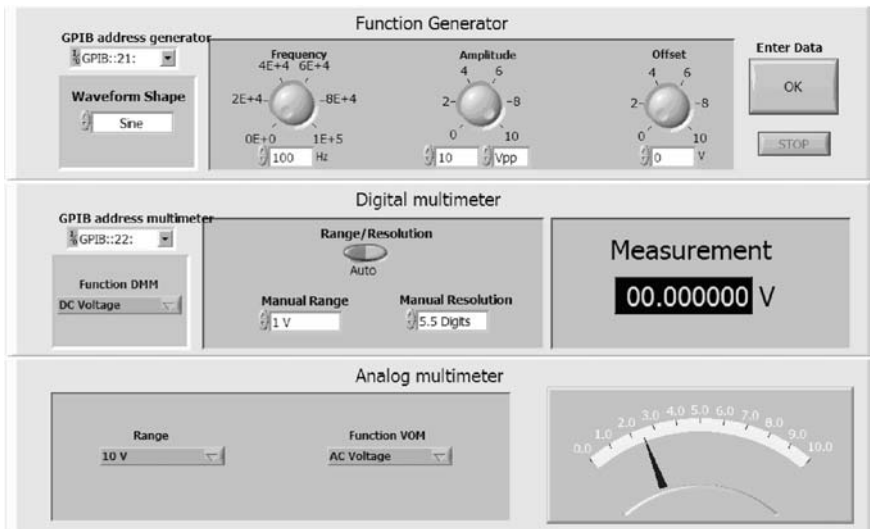 Function Generator
GPIB address generator
GPIB::21:
Waveform Shape
Sine
Frequency
4E+4 6E+4
2E+4 8E+4
0E+0 1E+5
100 Hz
Amplitude
4 6
2 8
0 10
10 Vpp
Offset
4 6
2 8
0 10
0 V
Enter Data
OK
STOP
Digital multimeter
GPIB address multimeter
GPIB::22:
Function DMM
DC Voltage
Range/Resolution
Auto
Manual Range
1 V
Manual Resolution
5.5 Digits
Measurement
00.000000 V
Analog multimeter
Range
10 V
Function VOM
AC Voltage
0.0 1.0 2.0 3.0 4.0 5.0 6.0 7.0 8.0 9.0 10.0